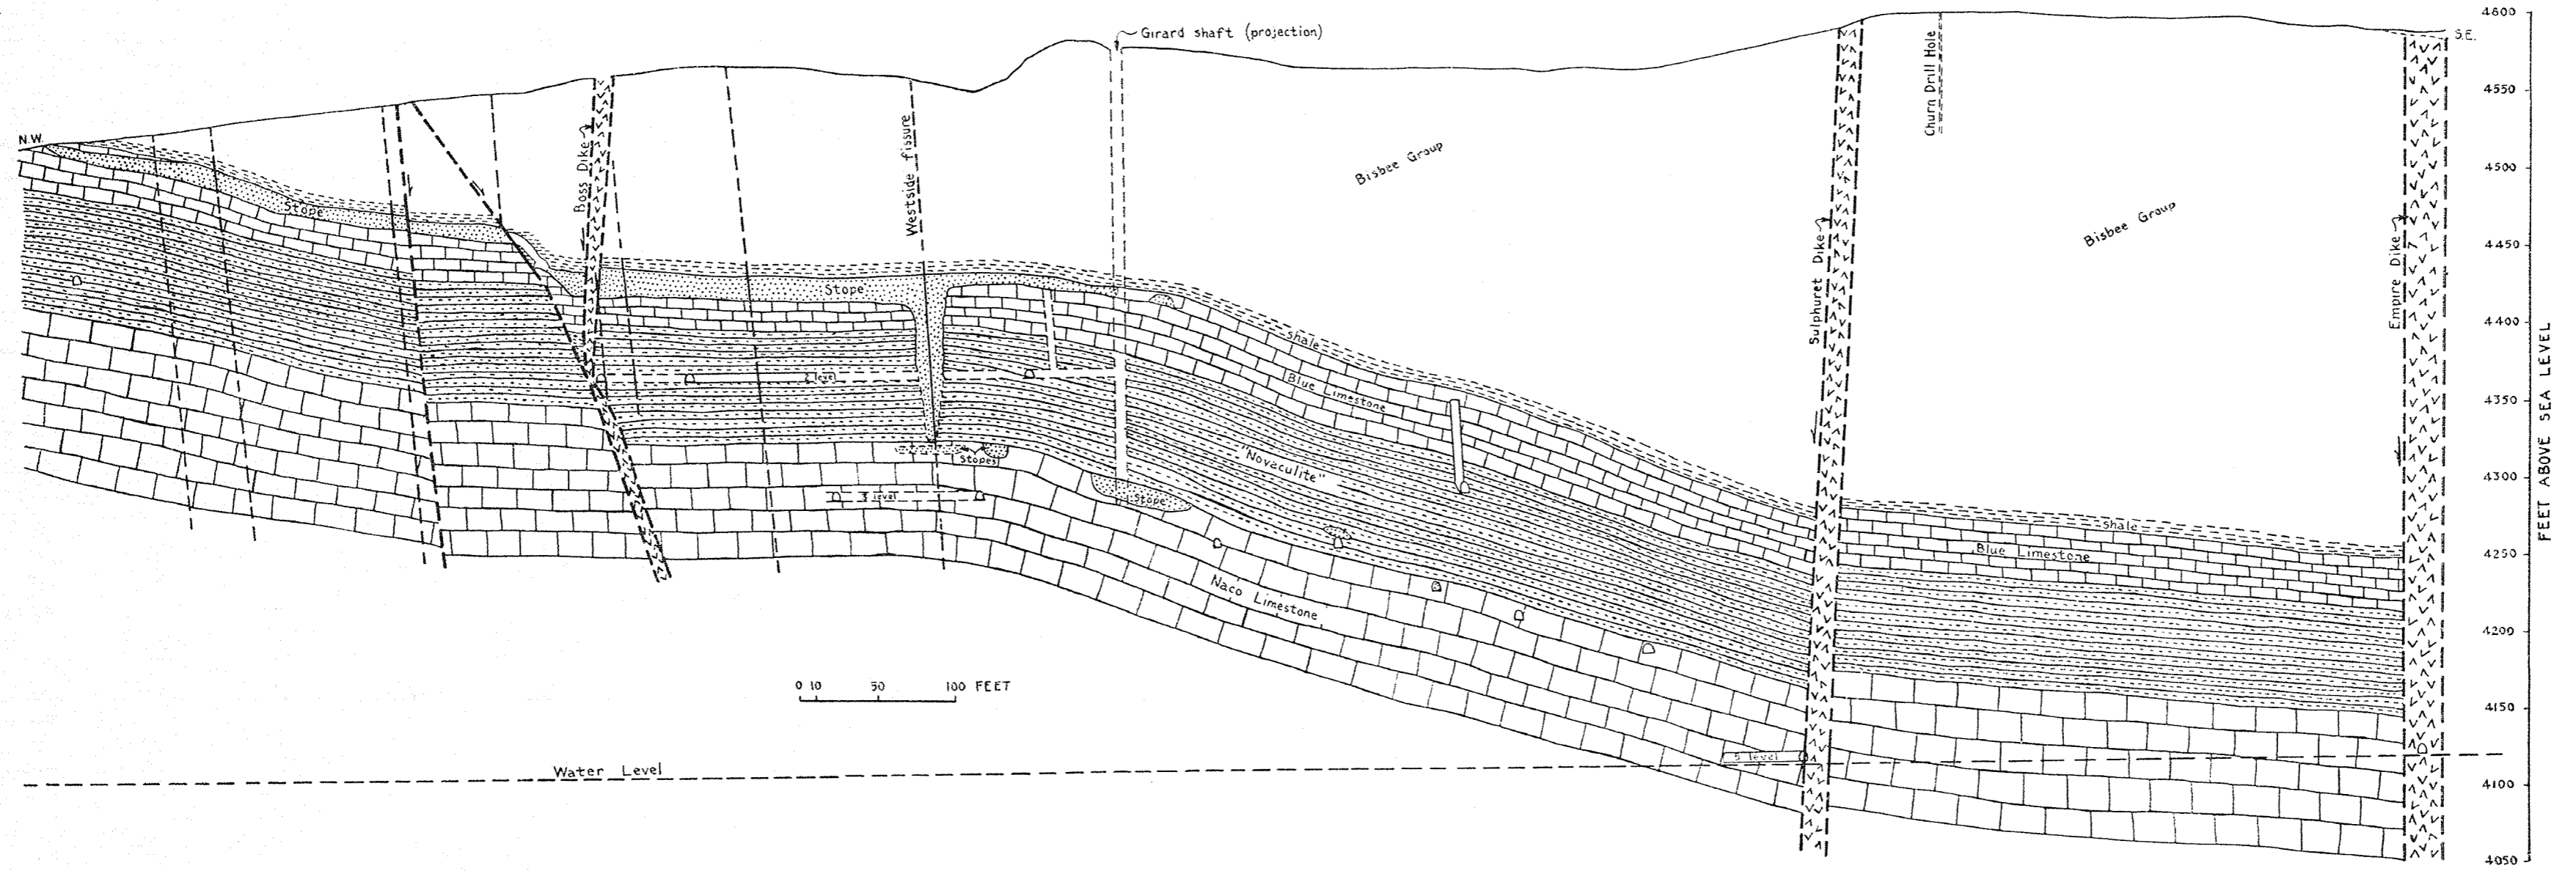 Girard shaft (projection)
4600
S.E.
Churn Drill Hole
4550
N.W.
Boss Dike
Westside fissure
Bisbee Group
4500
Stope
Bisbee Group
Sulphuret Dike
Empire Dike
4450
Stope
4400
shale
2 level
Blue Limestone
4350
FEET ABOVE SEA LEVEL
Stopes
"Novaculite"
4300
3 level
Stope
shale
Blue Limestone
4250
Naco Limestone
4200
0 10 50 100 FEET
4150
Water Level
5 level
4100
4050